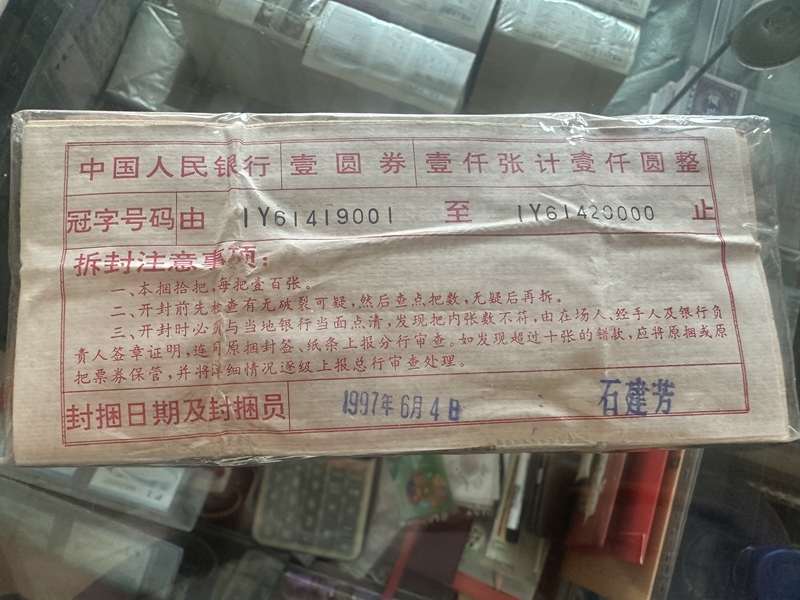 中国人民银行 壹圆券 壹仟张计壹仟圆整
冠字号码由 IY61419001 至 IY61420000 止
拆封注意事项：
一、本捆拾把，每把壹百张。
二、开封前先检查有无破裂可疑，然后查点把数，无疑后再拆。
三、开封时必须与当地银行当面点清，发现把内张数不符，由在场人、经手人及银行负
责人签章证明，连同原捆封签、纸条上报分行审查。如发现超过十张的错款，应将原捆或原
把票券保管，并将详细情况逐级上报总行审查处理。
封捆日期及封捆员 1997年6月4日 石建芳